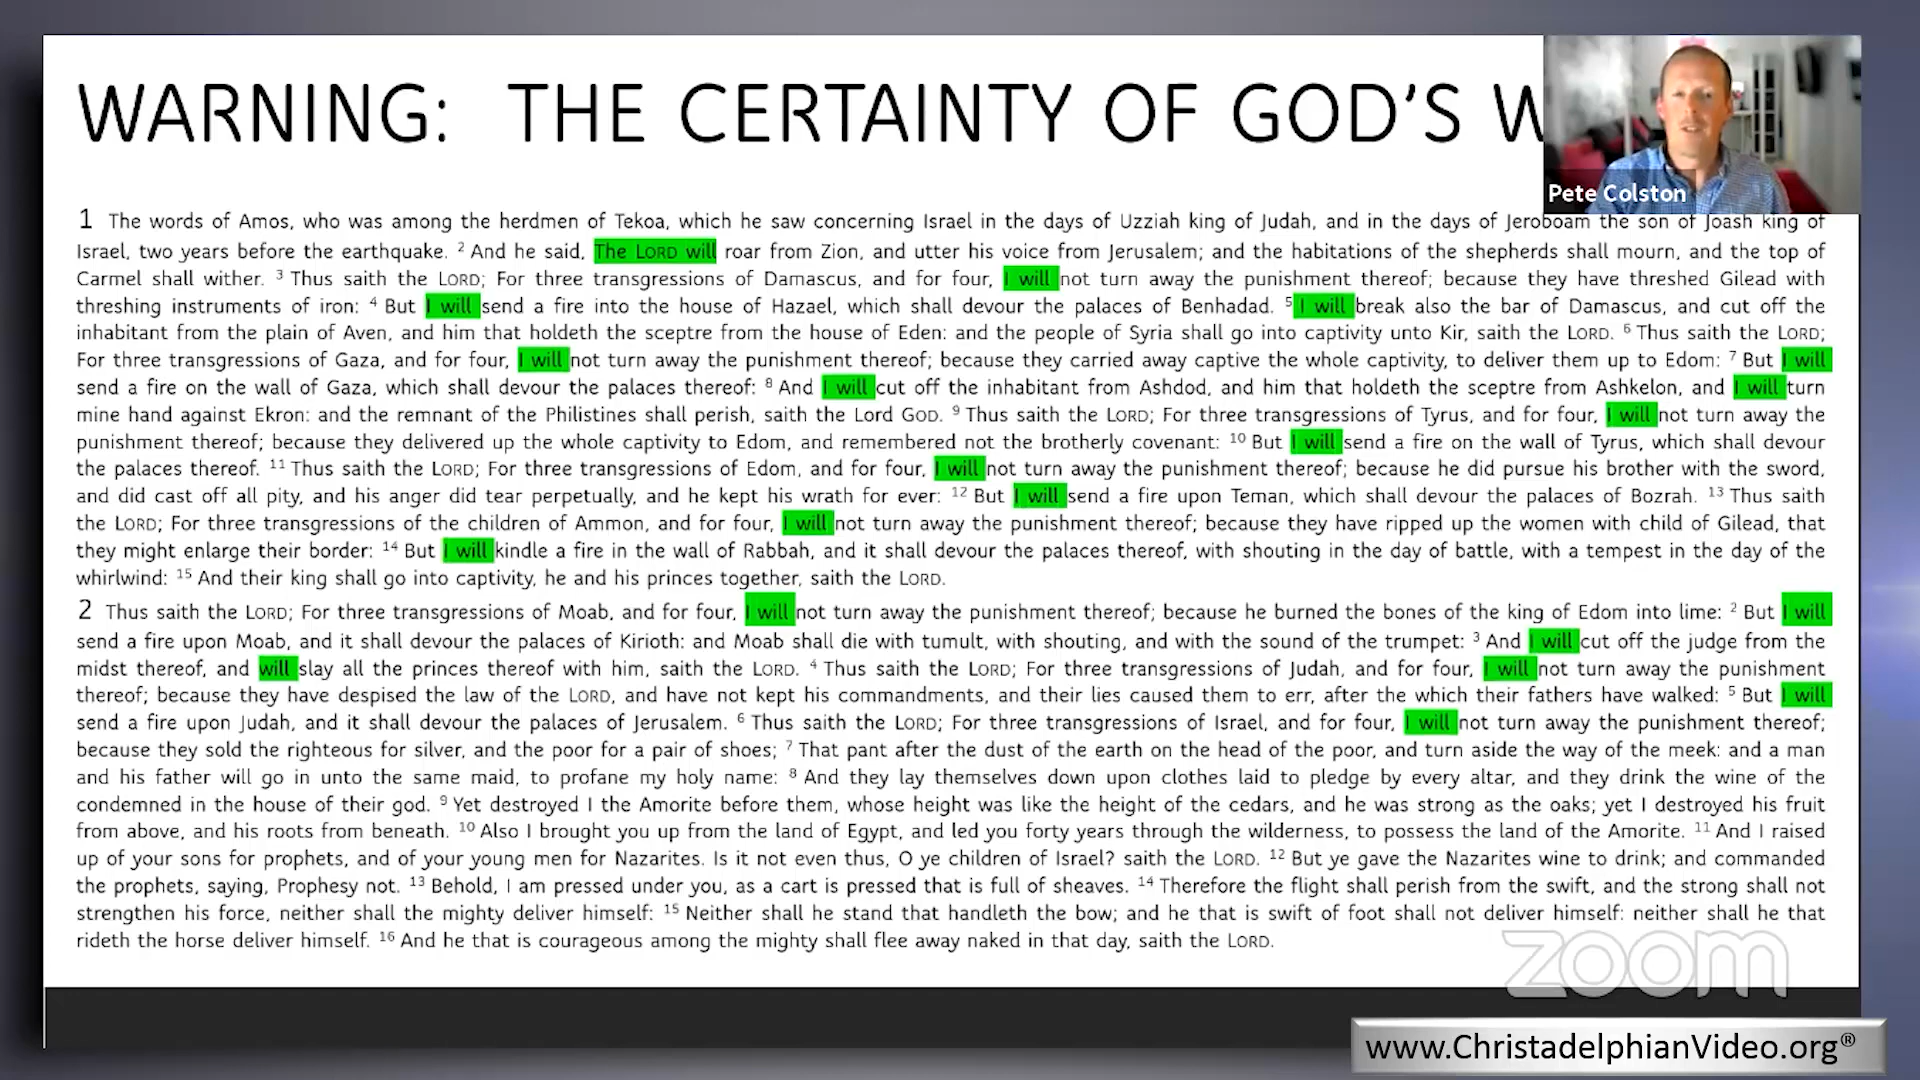 WARNING: THE CERTAINTY OF GOD'S W
Pete Colston
1 The words of Amos, who was among the herdmen of Tekoa, which he saw concerning Israel in the days of Uzziah king of Judah, and in the days of Jeroboam the son of Joash king of
Israel, two years before the earthquake. 2 And he said, The LORD will roar from Zion, and utter his voice from Jerusalem; and the habitations of the shepherds shall mourn, and the top of
Carmel shall wither. 3 Thus saith the LORD; For three transgressions of Damascus, and for four, I will not turn away the punishment thereof; because they have threshed Gilead with
threshing instruments of iron: 4 But I will send a fire into the house of Hazael, which shall devour the palaces of Benhadad. 5 I will break also the bar of Damascus, and cut off the
inhabitant from the plain of Aven, and him that holdeth the sceptre from the house of Eden: and the people of Syria shall go into captivity unto Kir, saith the LORD. 6 Thus saith the LORD;
For three transgressions of Gaza, and for four, I will not turn away the punishment thereof; because they carried away captive the whole captivity, to deliver them up to Edom: 7 But I will
send a fire on the wall of Gaza, which shall devour the palaces thereof: 8 And I will cut off the inhabitant from Ashdod, and him that holdeth the sceptre from Ashkelon, and I will turn
mine hand against Ekron: and the remnant of the Philistines shall perish, saith the Lord GOD. 9 Thus saith the LORD; For three transgressions of Tyrus, and for four, I will not turn away the
punishment thereof; because they delivered up the whole captivity to Edom, and remembered not the brotherly covenant: 10 But I will send a fire on the wall of Tyrus, which shall devour
the palaces thereof. 11 Thus saith the LORD; For three transgressions of Edom, and for four, I will not turn away the punishment thereof; because he did pursue his brother with the sword,
and did cast off all pity, and his anger did tear perpetually, and he kept his wrath for ever: 12 But I will send a fire upon Teman, which shall devour the palaces of Bozrah. 13 Thus saith
the LORD; For three transgressions of the children of Ammon, and for four, I will not turn away the punishment thereof; because they have ripped up the women with child of Gilead, that
they might enlarge their border: 14 But I will kindle a fire in the wall of Rabbah, and it shall devour the palaces thereof, with shouting in the day of battle, with a tempest in the day of the
whirlwind: 15 And their king shall go into captivity, he and his princes together, saith the LORD.
2 Thus saith the LORD; For three transgressions of Moab, and for four, I will not turn away the punishment thereof; because he burned the bones of the king of Edom into lime: 2 But I will
send a fire upon Moab, and it shall devour the palaces of Kirioth: and Moab shall die with tumult, with shouting, and with the sound of the trumpet: 3 And I will cut off the judge from the
midst thereof, and will slay all the princes thereof with him, saith the LORD. 4 Thus saith the LORD; For three transgressions of Judah, and for four, I will not turn away the punishment
thereof; because they have despised the law of the LORD, and have not kept his commandments, and their lies caused them to err, after the which their fathers have walked: 5 But I will
send a fire upon Judah, and it shall devour the palaces of Jerusalem. 6 Thus saith the LORD; For three transgressions of Israel, and for four, I will not turn away the punishment thereof;
because they sold the righteous for silver, and the poor for a pair of shoes; 7 That pant after the dust of the earth on the head of the poor, and turn aside the way of the meek: and a man
and his father will go in unto the same maid, to profane my holy name: 8 And they lay themselves down upon clothes laid to pledge by every altar, and they drink the wine of the
condemned in the house of their god. 9 Yet destroyed I the Amorite before them, whose height was like the height of the cedars, and he was strong as the oaks; yet I destroyed his fruit
from above, and his roots from beneath. 10 Also I brought you up from the land of Egypt, and led you forty years through the wilderness, to possess the land of the Amorite. 11 And I raised
up of your sons for prophets, and of your young men for Nazarites. Is it not even thus, O ye children of Israel? saith the LORD. 12 But ye gave the Nazarites wine to drink; and commanded
the prophets, saying, Prophesy not. 13 Behold, I am pressed under you, as a cart is pressed that is full of sheaves. 14 Therefore the flight shall perish from the swift, and the strong shall not
strengthen his force, neither shall the mighty deliver himself: 15 Neither shall he stand that handleth the bow; and he that is swift of foot shall not deliver himself: neither shall he that
rideth the horse deliver himself. 16 And he that is courageous among the mighty shall flee away naked in that day, saith the LORD.
zoom
www.ChristadelphianVideo.org®